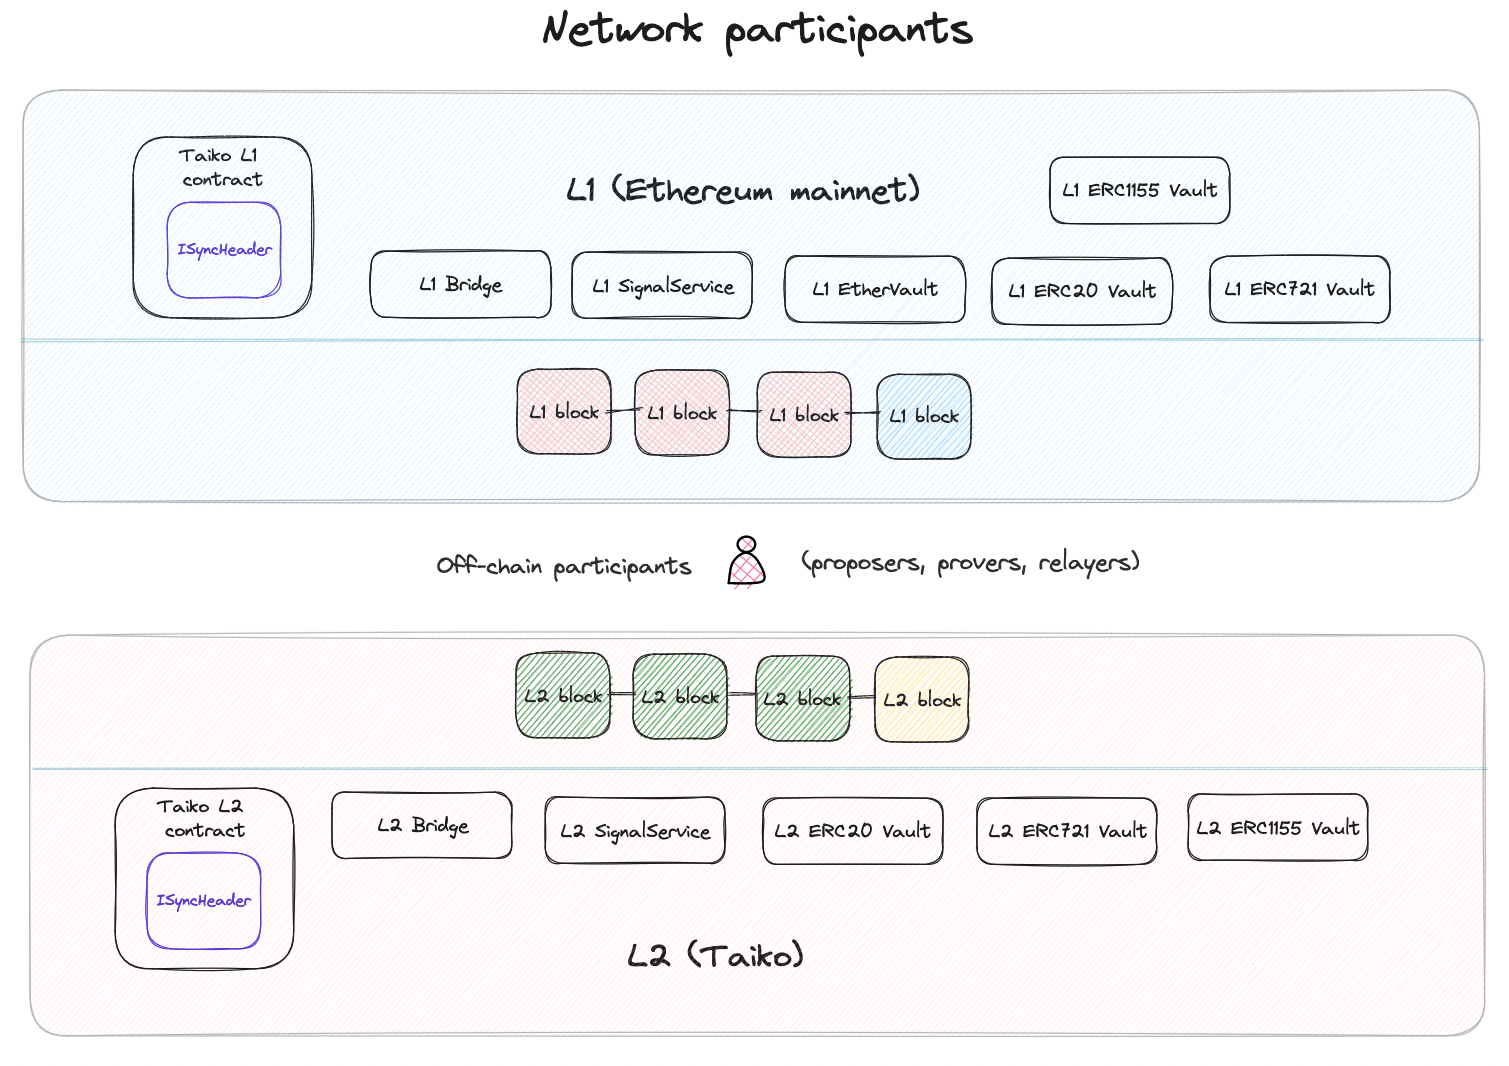 Network participants
Taiko L1
contract
ISyncHeader
L1 (Ethereum mainnet)
L1 ERC1155 Vault
L1 Bridge
L1 SignalService
L1 EtherVault
L1 ERC20 Vault
L1 ERC721 Vault
L1 block
L1 block
L1 block
L1 block
Off-chain participants
(proposers, provers, relayers)
L2 block
L2 block
L2 block
L2 block
Taiko L2
contract
ISyncHeader
L2 Bridge
L2 SignalService
L2 ERC20 Vault
L2 ERC721 Vault
L2 ERC1155 Vault
L2 (Taiko)